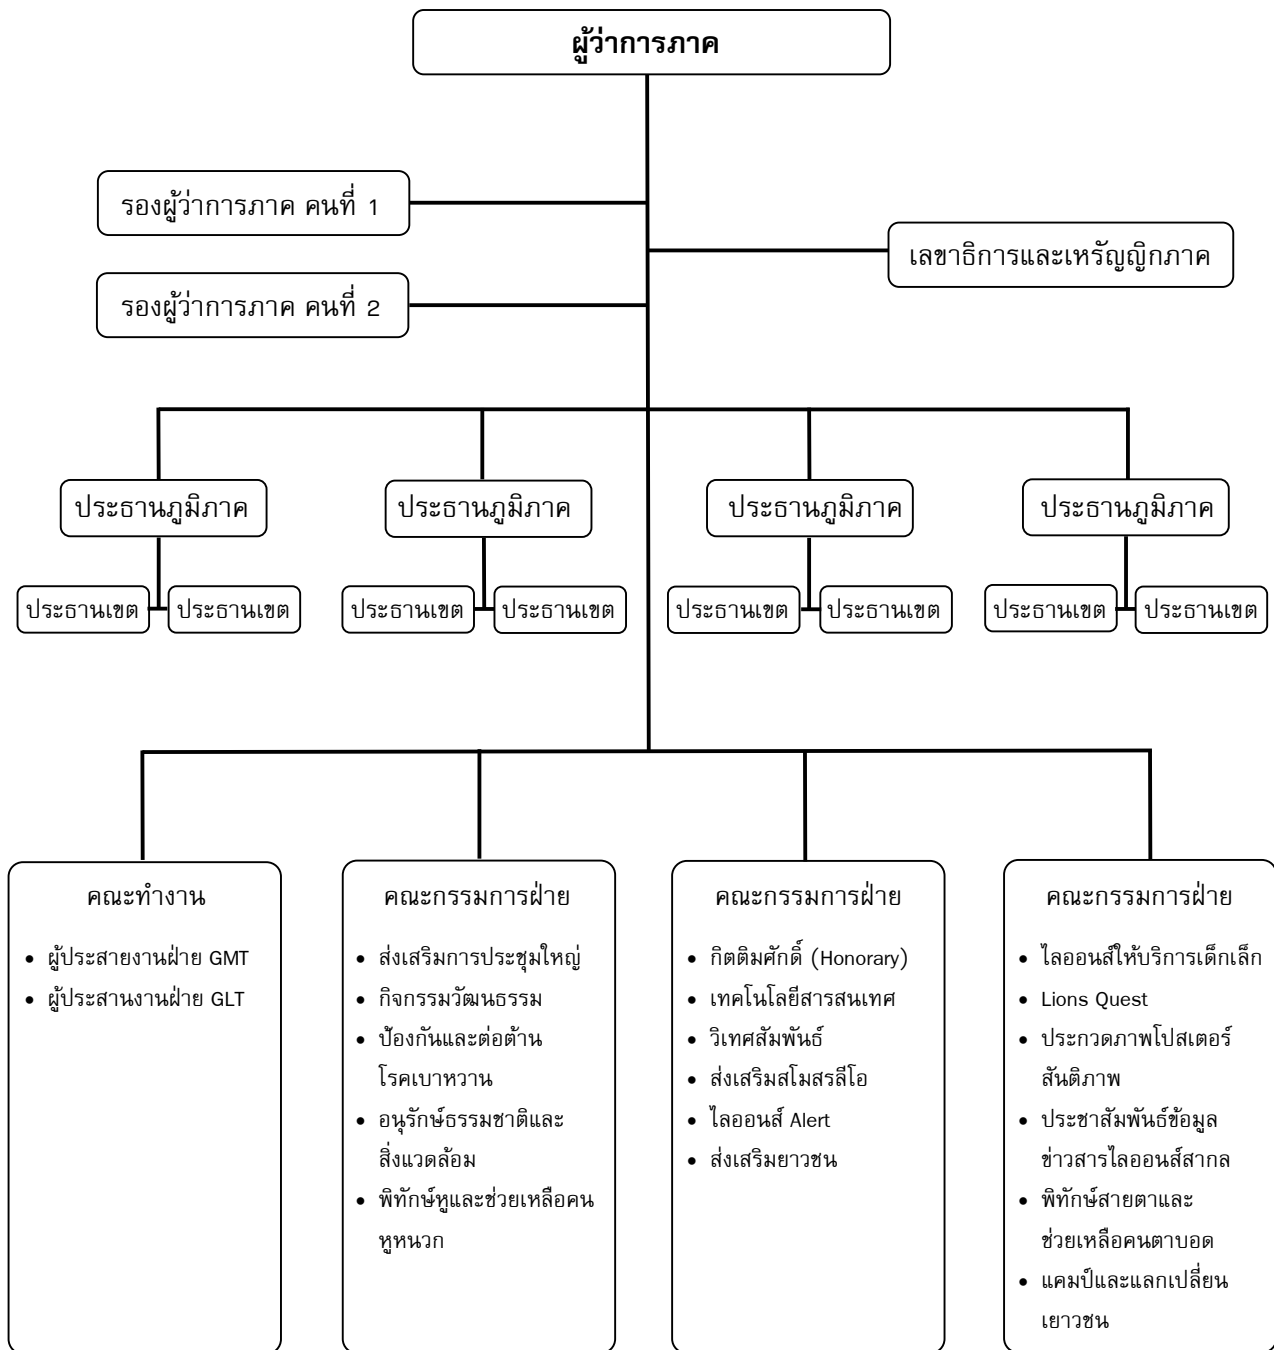 ผู้ว่าการภาค
รองผู้ว่าการภาค คนที่ 1
เลขาธิการและเหรัญญิกภาค
รองผู้ว่าการภาค คนที่ 2
ประธานภูมิภาค
ประธานภูมิภาค
ประธานภูมิภาค
ประธานภูมิภาค
ประธานเขต
ประธานเขต
ประธานเขต
ประธานเขต
ประธานเขต
ประธานเขต
ประธานเขต
ประธานเขต
คณะทำงาน
• ผู้ประสายงานฝ่าย GMT
• ผู้ประสานงานฝ่าย GLT
คณะกรรมการฝ่าย
• ส่งเสริมการประชุมใหญ่
• กิจกรรมวัฒนธรรม
• ป้องกันและต่อต้าน
โรคเบาหวาน
• อนุรักษ์ธรรมชาติและ
สิ่งแวดล้อม
• พิทักษ์หูและช่วยเหลือคน
หูหนวก
คณะกรรมการฝ่าย
• กิตติมศักดิ์ (Honorary)
• เทคโนโลยีสารสนเทศ
• วิเทศสัมพันธ์
• ส่งเสริมสโมสรลีโอ
• ไลออนส์ Alert
• ส่งเสริมยาวชน
คณะกรรมการฝ่าย
• ไลออนส์ให้บริการเด็กเล็ก
• Lions Quest
• ประกวดภาพโปสเตอร์
สันติภาพ
• ประชาสัมพันธ์ข้อมูล
ข่าวสารไลออนส์สากล
• พิทักษ์สายตาและ
ช่วยเหลือคนตาบอด
• แคมป์และแลกเปลี่ยน
เยาวชน